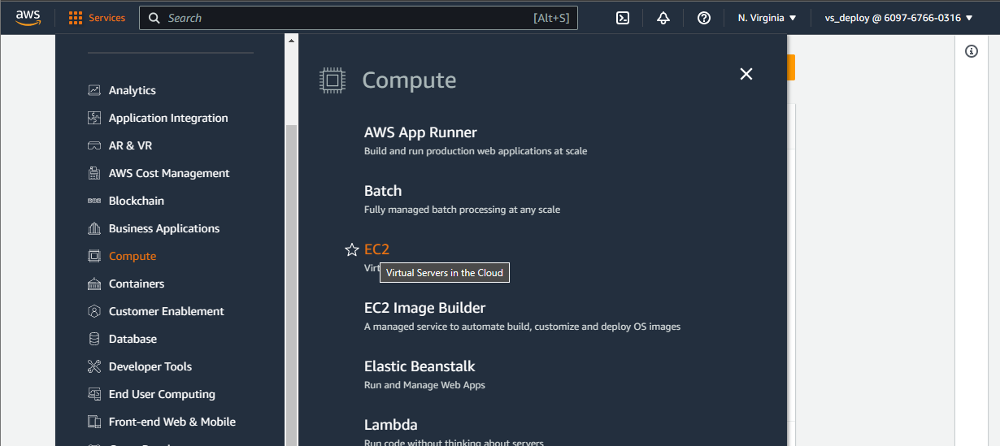 aws
Services
Search
[Alt+S]
N. Virginia
vs_deploy @ 6097-6766-0316
Analytics
Application Integration
AR & VR
AWS Cost Management
Blockchain
Business Applications
Compute
Containers
Customer Enablement
Database
Developer Tools
End User Computing
Front-end Web & Mobile
Compute
AWS App Runner
Build and run production web applications at scale
Batch
Fully managed batch processing at any scale
EC2
Virt
Virtual Servers in the Cloud
EC2 Image Builder
A managed service to automate build, customize and deploy OS images
Elastic Beanstalk
Run and Manage Web Apps
Lambda
Run code without thinking about servers